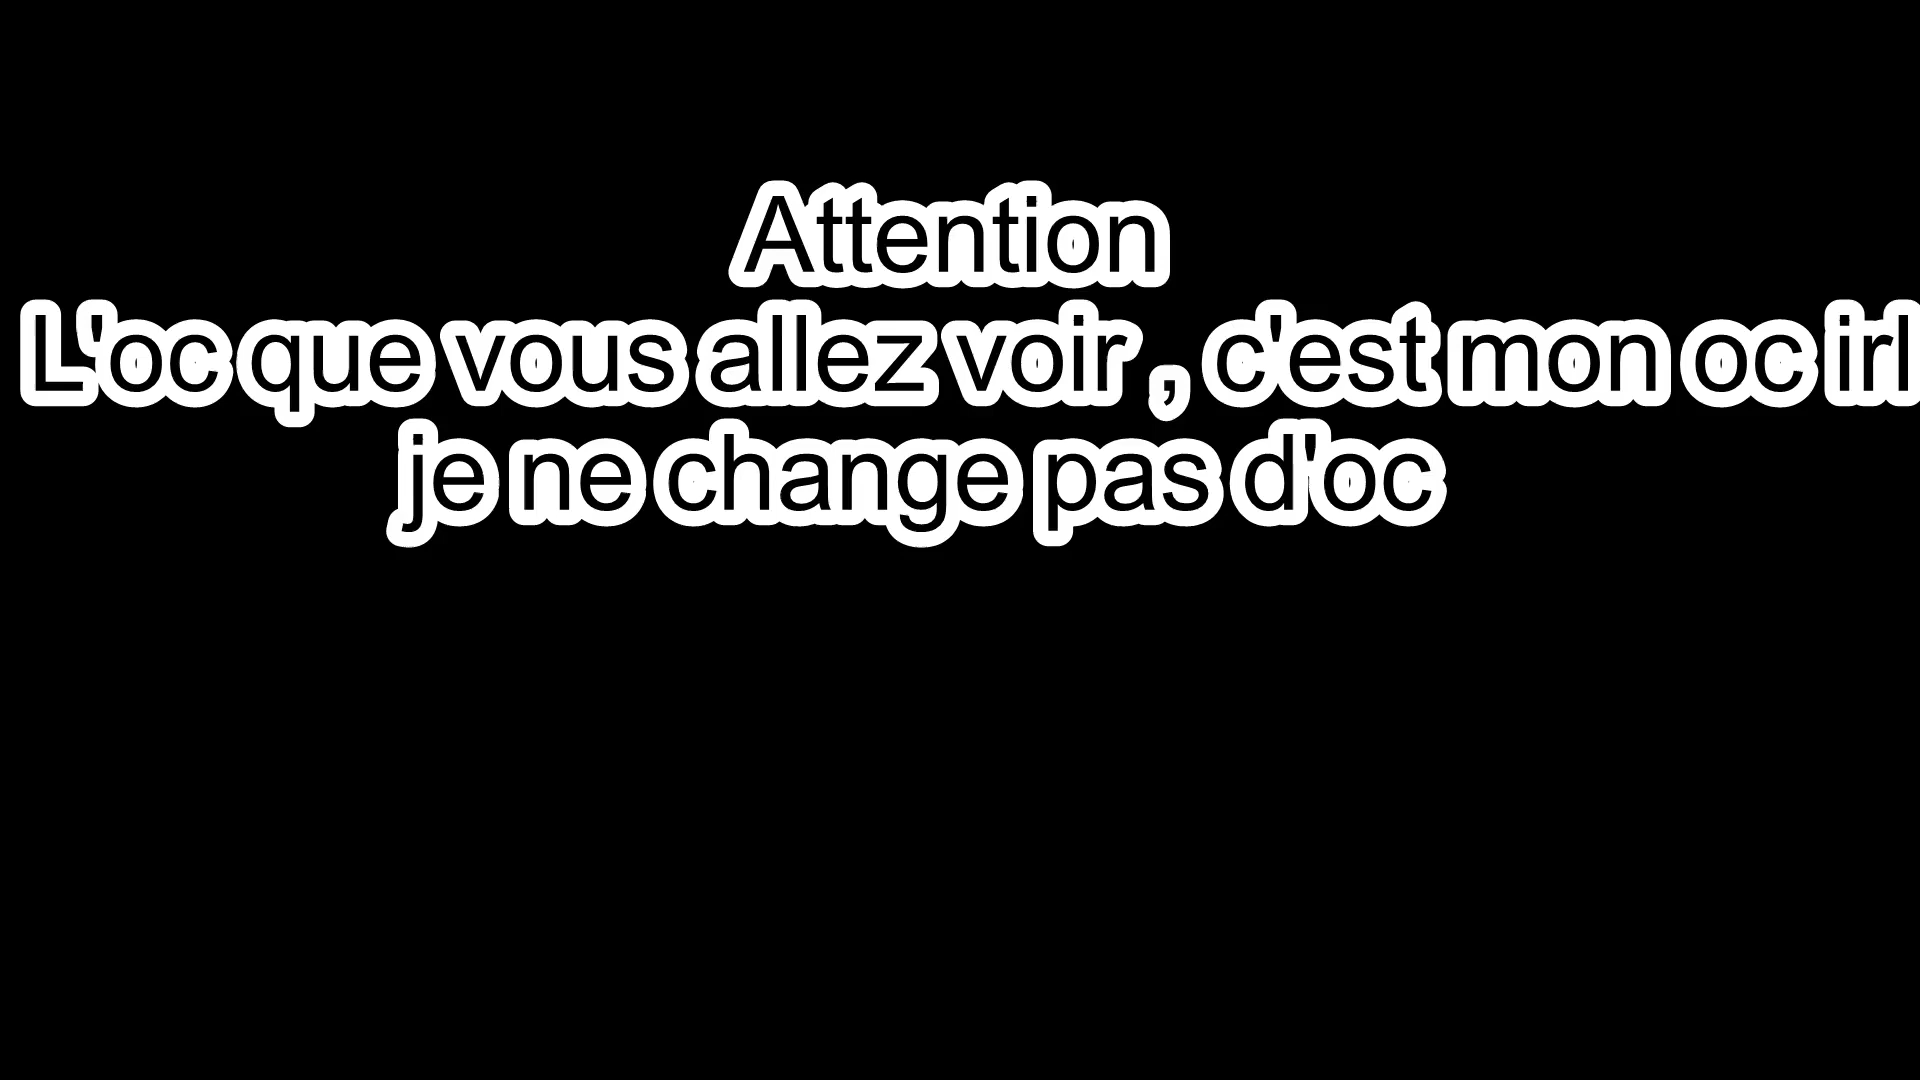 Attention
L'oc que vous allez voir , c'est mon oc irl
je ne change pas d'oc